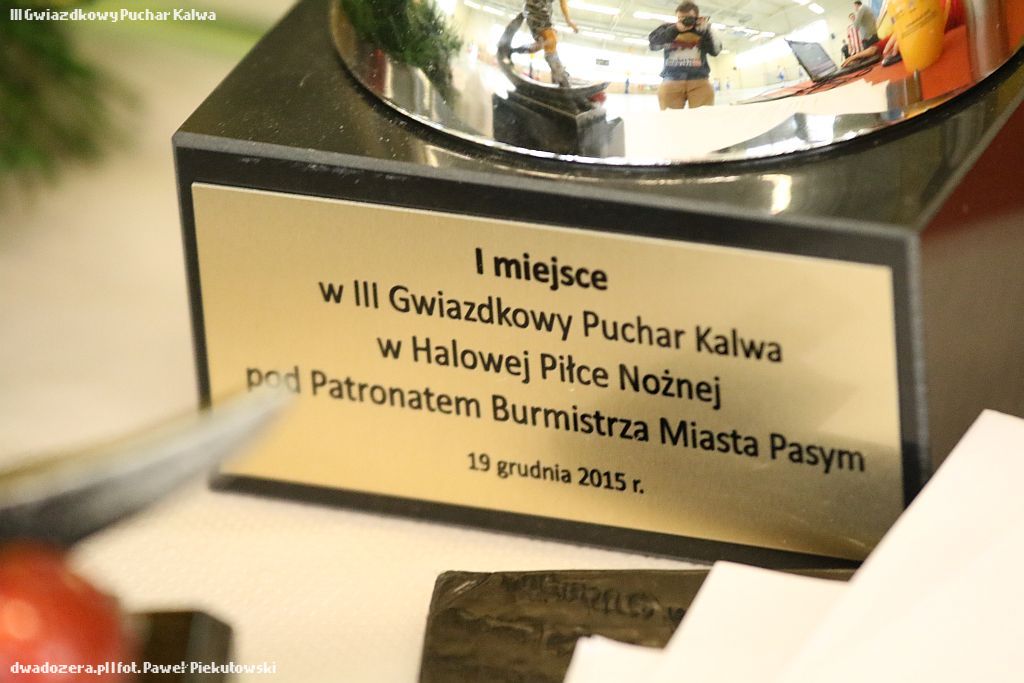 III Gwiazdkowy Puchar Kalwa
I miejsce
w III Gwiazdkowy Puchar Kalwa
w Halowej Piłce Nożnej
pod Patronatem Burmistrza Miasta Pasym
19 grudnia 2015 r.
dwadozera.pl I fot. Paweł Piekutowski